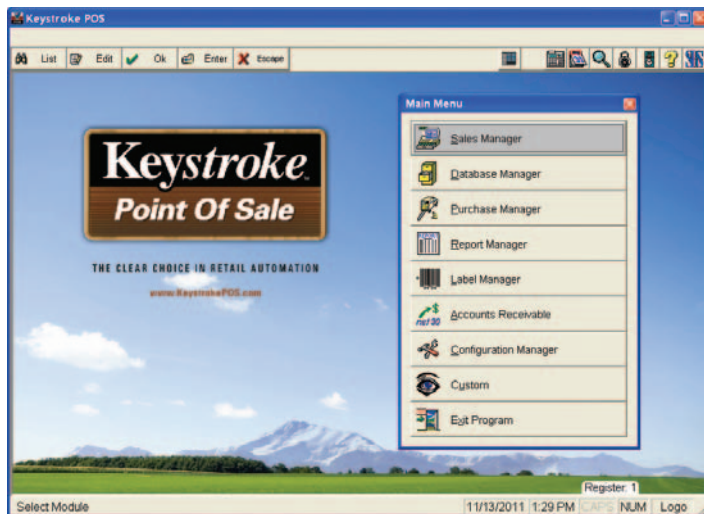 Keystroke POS
List Edit Ok Enter Escape
Main Menu
Sales Manager
Database Manager
Purchase Manager
Report Manager
Label Manager
net 30 Accounts Receivable
Configuration Manager
Custom
Exit Program
Keystroke
Point Of Sale
THE CLEAR CHOICE IN RETAIL AUTOMATION
www.KeystrokePOS.com
Register: 1
Select Module 11/13/2011 1:29 PM CAPS NUM Logo